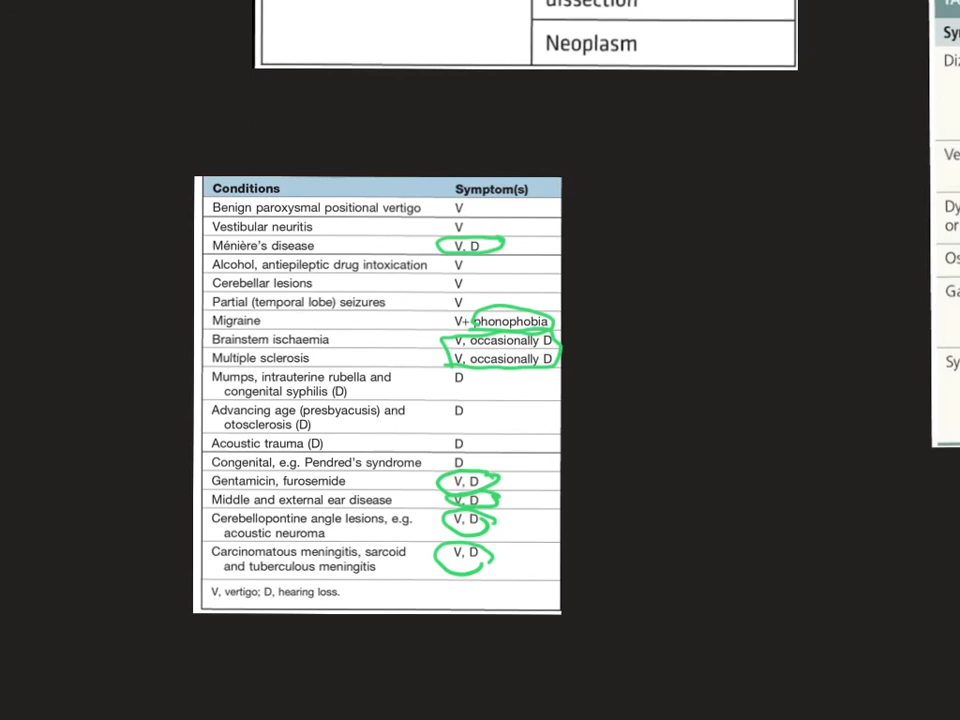 dissection
Neoplasm
Conditions Symptom(s)
Benign paroxysmal positional vertigo V
Vestibular neuritis V
Ménière's disease V, D
Alcohol, antiepileptic drug intoxication V
Cerebellar lesions V
Partial (temporal lobe) seizures V
Migraine V+ phonophobia
Brainstem ischaemia V, occasionally D
Multiple sclerosis V, occasionally D
Mumps, intrauterine rubella and D
congenital syphilis (D)
Advancing age (presbyacusis) and D
otosclerosis (D)
Acoustic trauma (D) D
Congenital, e.g. Pendred's syndrome D
Gentamicin, furosemide V, D
Middle and external ear disease V, D
Cerebellopontine angle lesions, e.g. V, D
acoustic neuroma
Carcinomatous meningitis, sarcoid V, D
and tuberculous meningitis
V, vertigo; D, hearing loss.
Sy
Di
Ve
Dy
or
Os
Ga
Sy